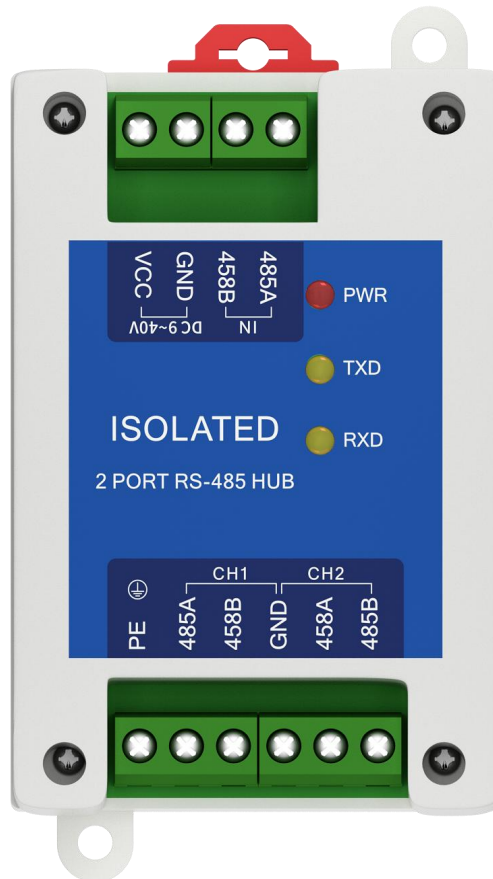 VCC
GND
458B
485A
DC 9~40V
IN
PWR
TXD
RXD
ISOLATED
2 PORT RS-485 HUB
CH1
CH2
PE
485A
458B
GND
458A
485B